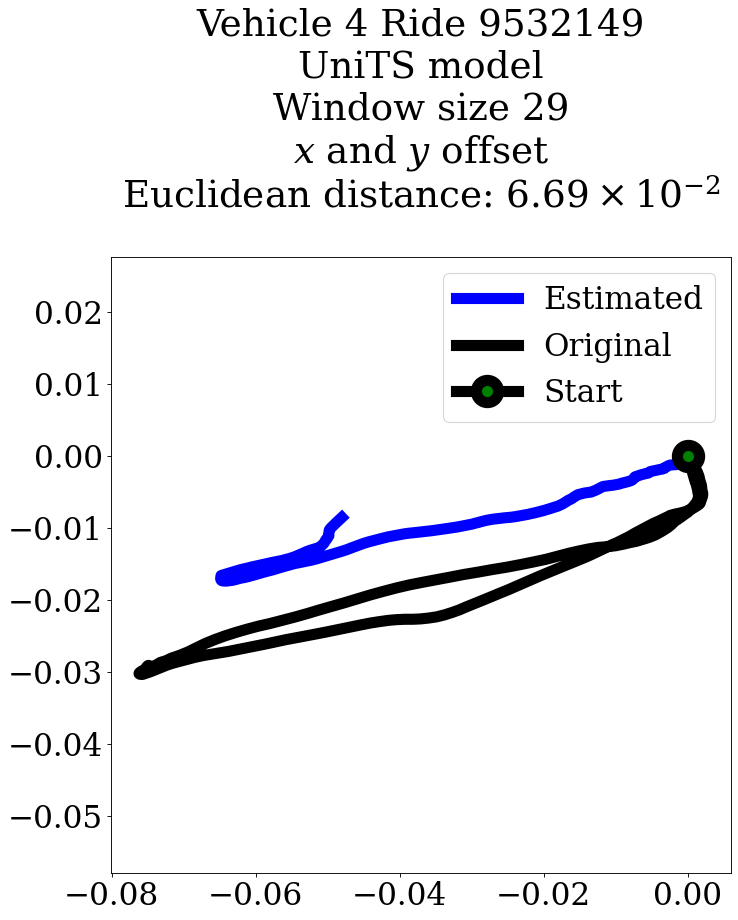 Vehicle 4 Ride 9532149
UniTS model
Window size 29
x and y offset
Euclidean distance: 6.69 × 10⁻²
Estimated
Original
Start
0.02
0.01
0.00
−0.01
−0.02
−0.03
−0.04
−0.05
−0.08 −0.06 −0.04 −0.02 0.00